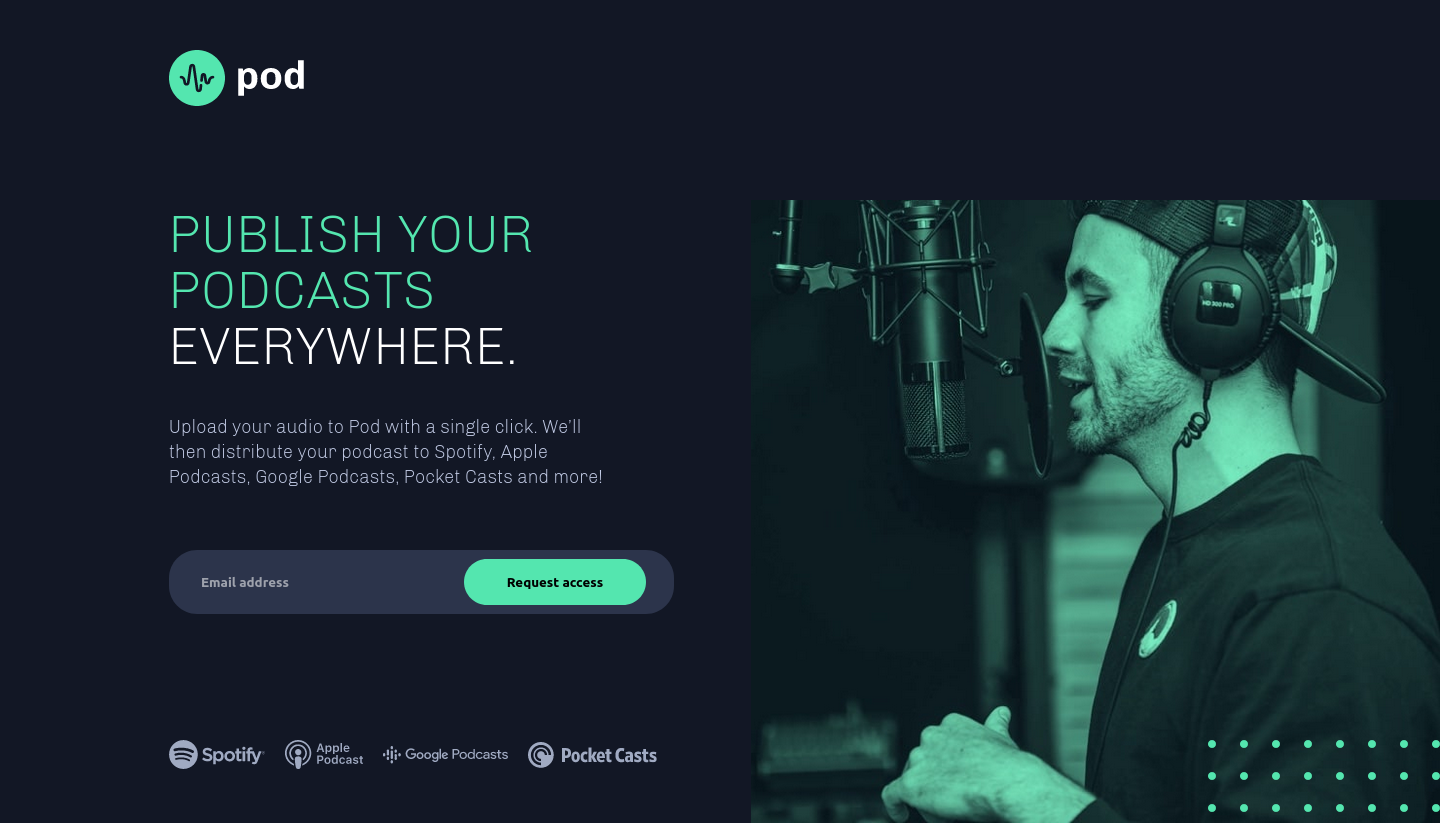 pod
PUBLISH YOUR
PODCASTS
EVERYWHERE.
Upload your audio to Pod with a single click. We’ll
then distribute your podcast to Spotify, Apple
Podcasts, Google Podcasts, Pocket Casts and more!
Email address
Request access
Spotify
Apple
Podcast
Google Podcasts
Pocket Casts
HD 300 PRO